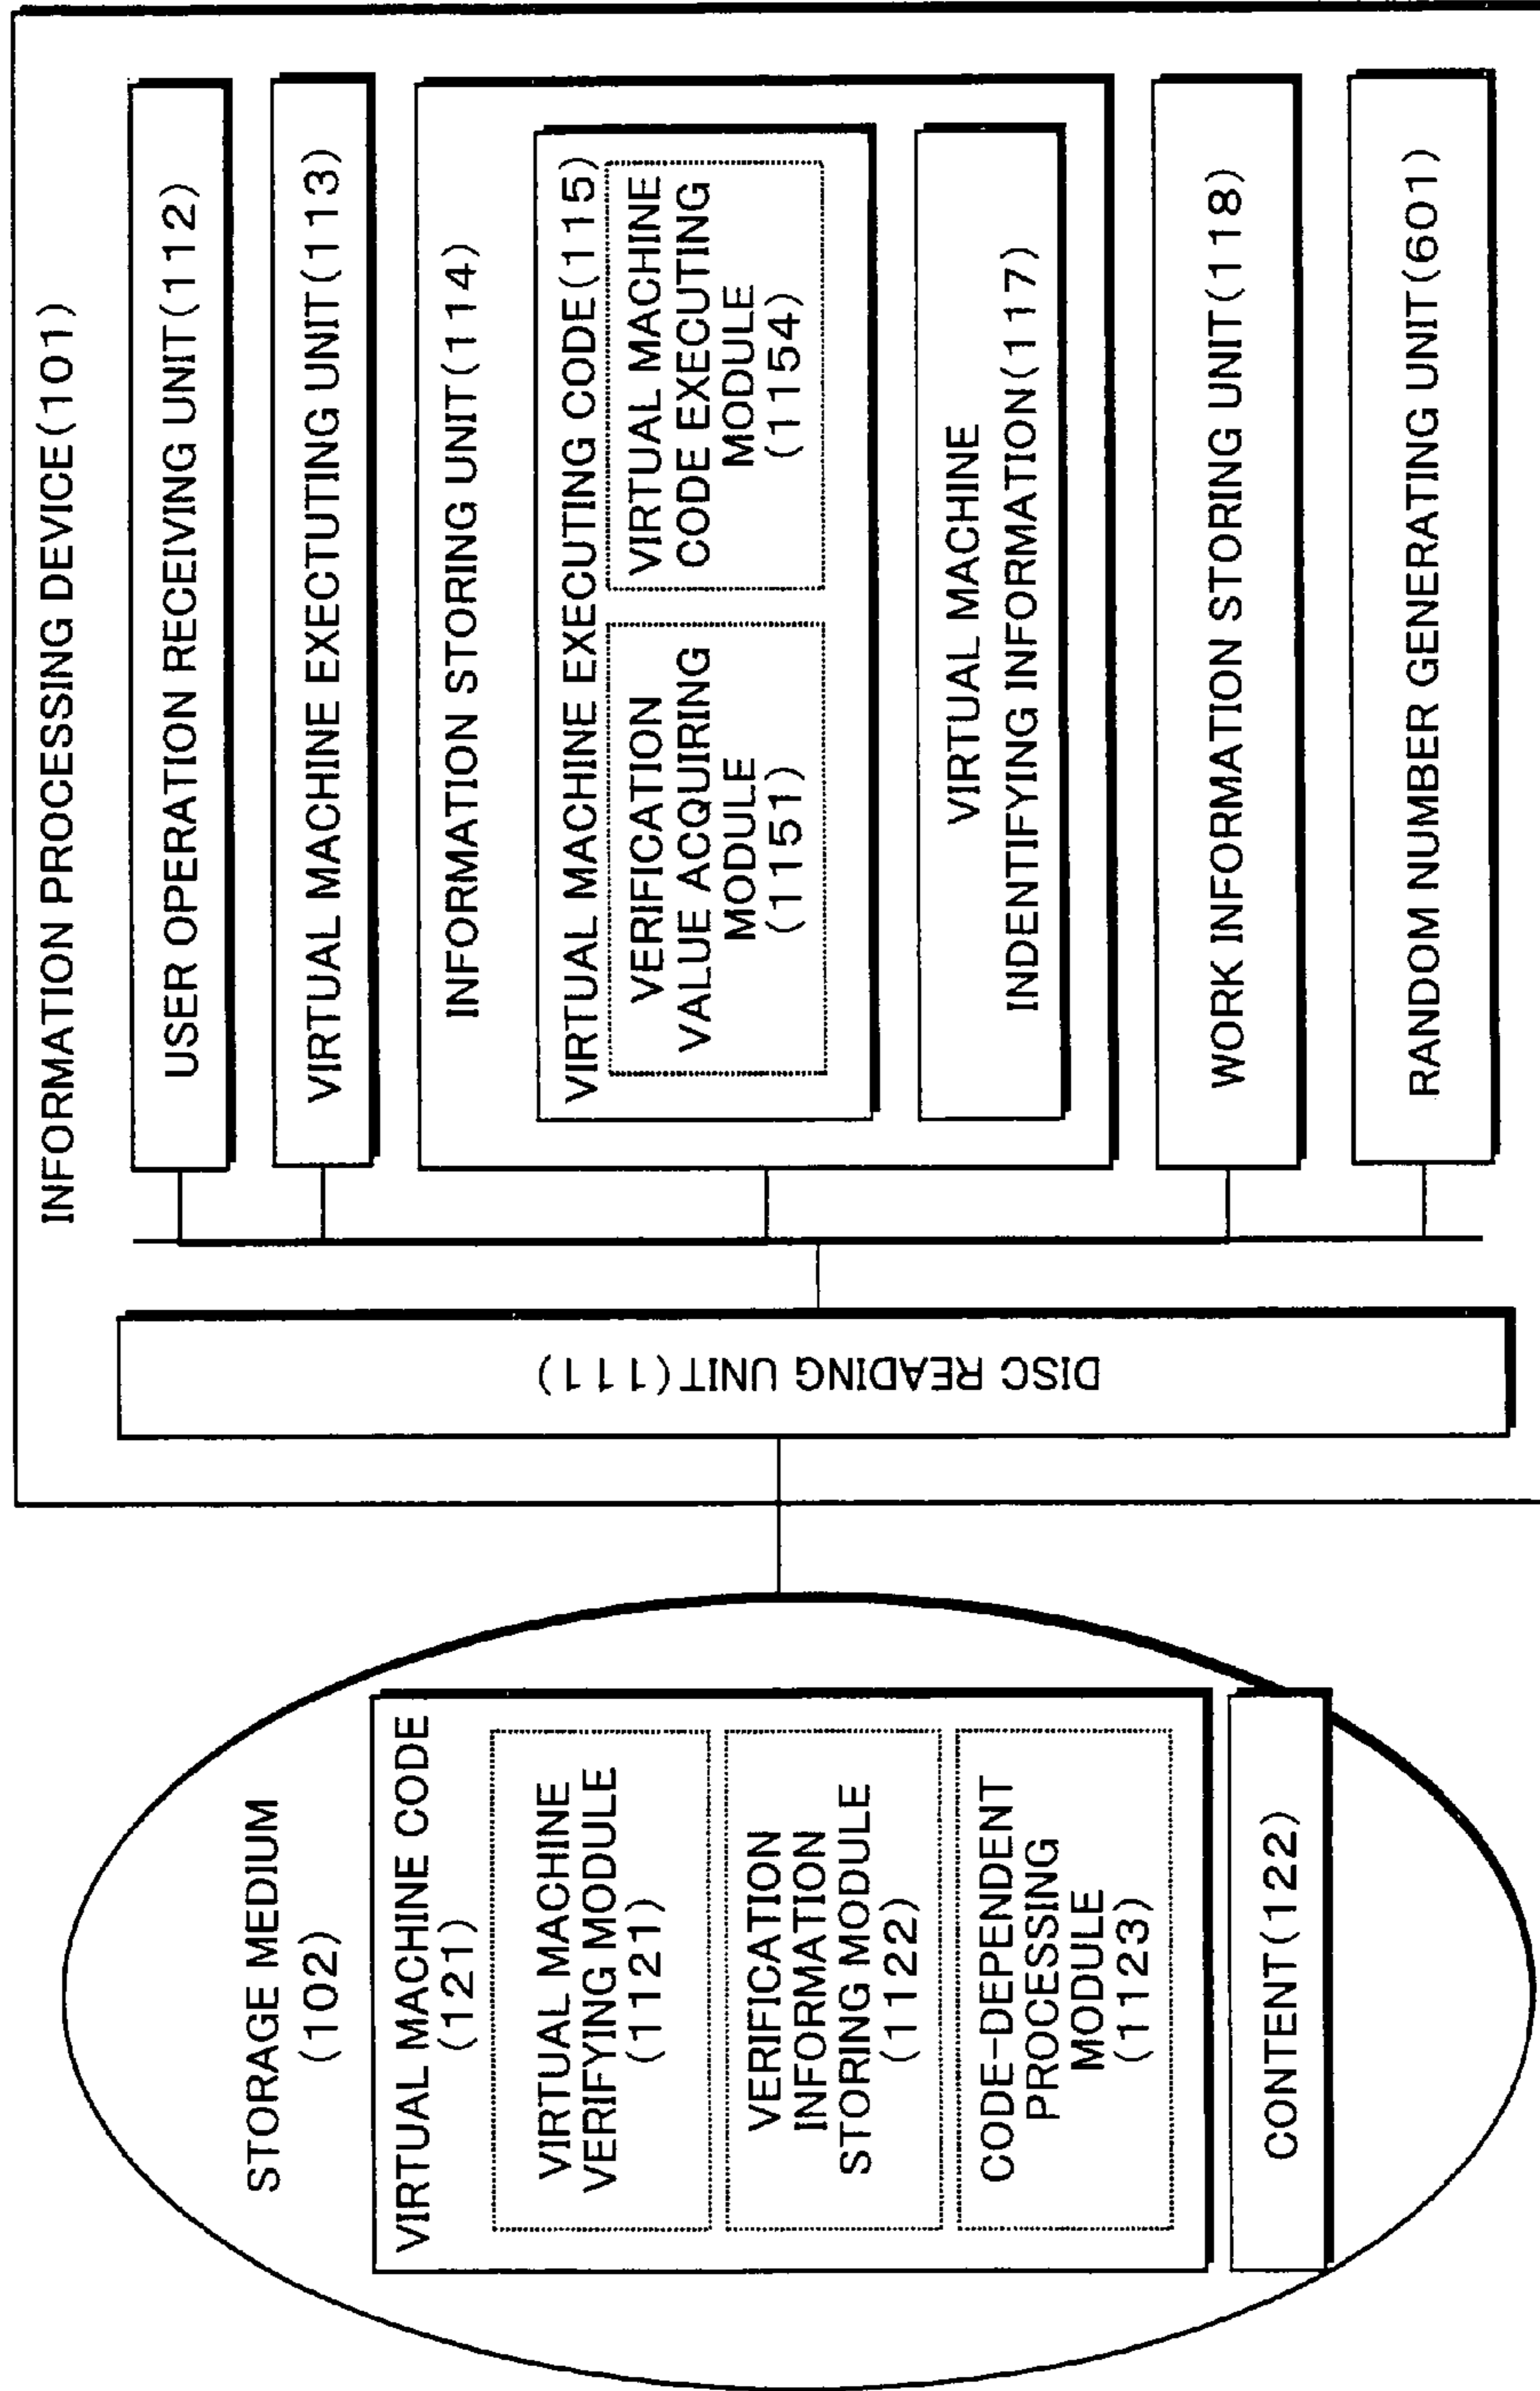 INFORMATION PROCESSING DEVICE(101)
USER OPERATION RECEIVING UNIT(112)
VIRTUAL MACHINE EXECTUTING UNIT(113)
INFORMATION STORING UNIT(114)
VIRTUAL MACHINE EXECUTING CODE(115)
VERIFICATION
VALUE ACQUIRING
MODULE
(1151)
VIRTUAL MACHINE
CODE EXECUTING
MODULE
(1154)
VIRTUAL MACHINE
INDENTIFYING INFORMATION(117)
WORK INFORMATION STORING UNIT(118)
RANDOM NUMBER GENERATING UNIT(601)
DISC READING UNIT(111)
STORAGE MEDIUM
(102)
VIRTUAL MACHINE CODE
(121)
VIRTUAL MACHINE
VERIFYING MODULE
(1121)
VERIFICATION
INFORMATION
STORING MODULE
(1122)
CODE-DEPENDENT
PROCESSING
MODULE
(1123)
CONTENT(122)